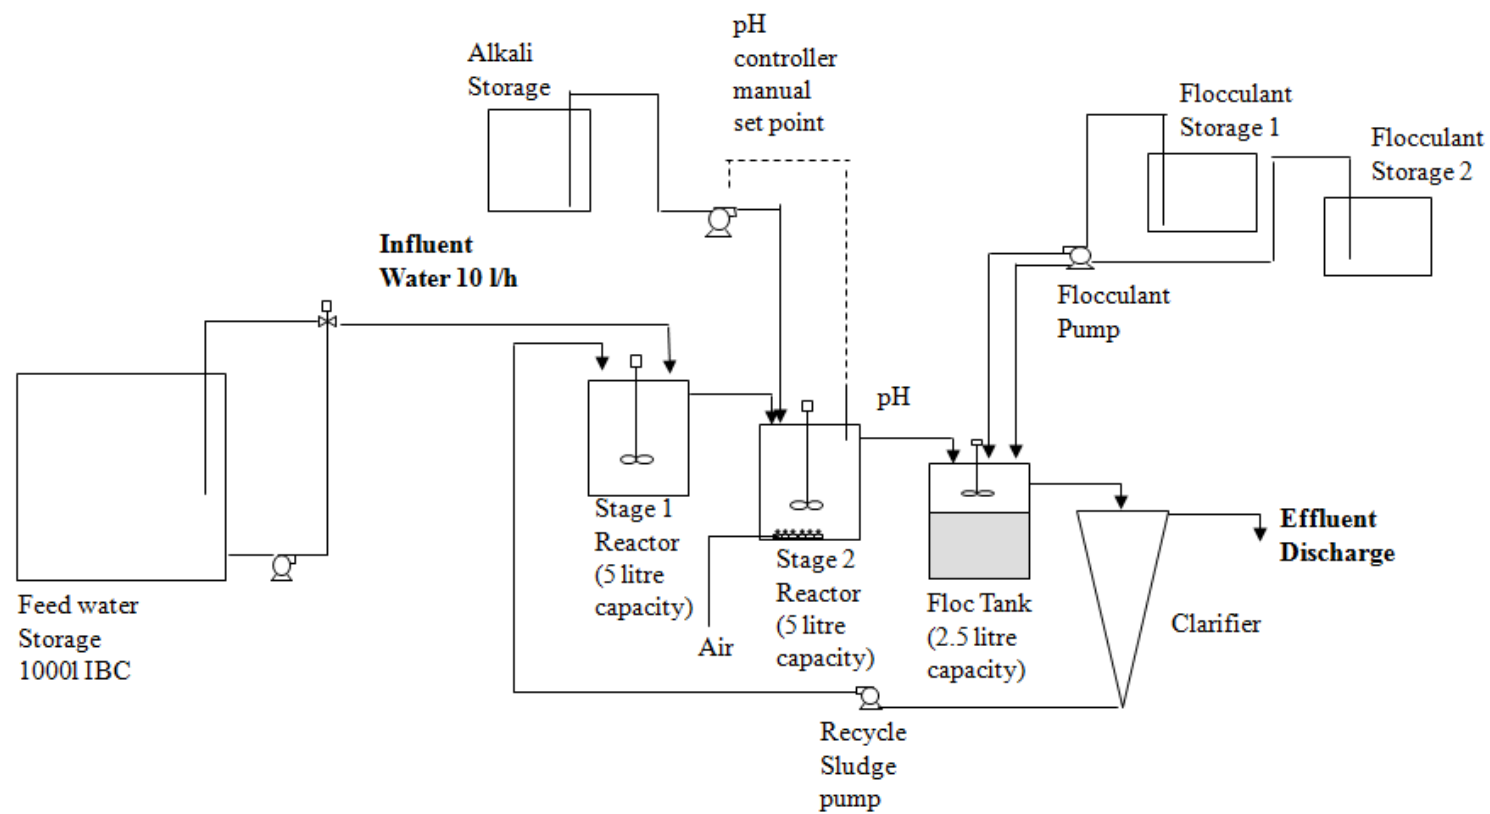 pH
controller
manual
set point
Alkali
Storage
Flocculant
Storage 1
Flocculant
Storage 2
Influent
Water 10 l/h
Flocculant
Pump
pH
Stage 1
Reactor
(5 litre
capacity)
Stage 2
Reactor
(5 litre
capacity)
Air
Floc Tank
(2.5 litre
capacity)
Effluent
Discharge
Clarifier
Feed water
Storage
1000l IBC
Recycle
Sludge
pump